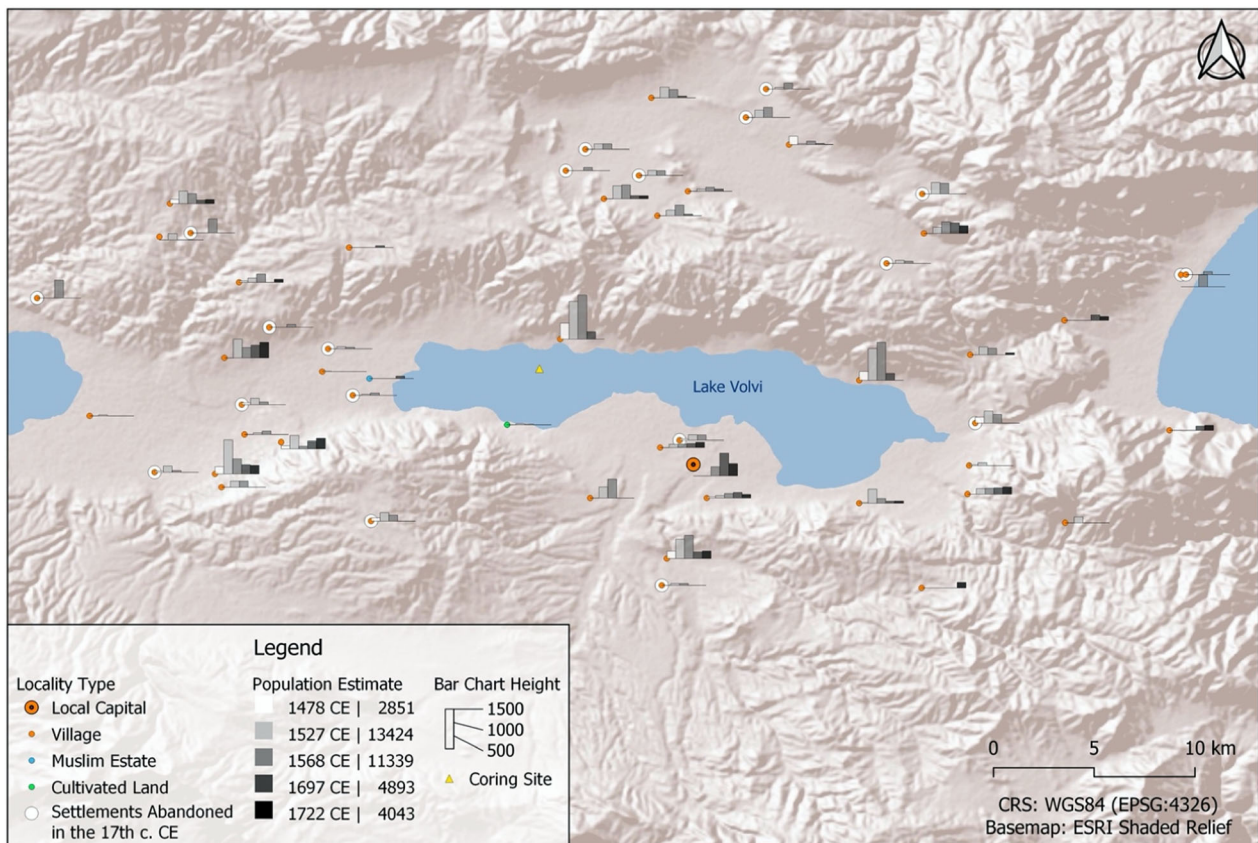 Lake Volvi
Legend
Locality Type
Local Capital
Village
Muslim Estate
Cultivated Land
Settlements Abandoned
in the 17th c. CE
Population Estimate
1478 CE | 2851
1527 CE | 13424
1568 CE | 11339
1697 CE | 4893
1722 CE | 4043
Bar Chart Height
1500
1000
500
Coring Site
0 5 10 km
CRS: WGS84 (EPSG:4326)
Basemap: ESRI Shaded Relief